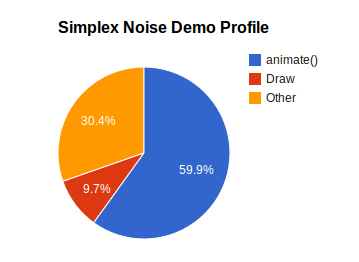 Simplex Noise Demo Profile
animate()
Draw
Other
30.4%
59.9%
9.7%